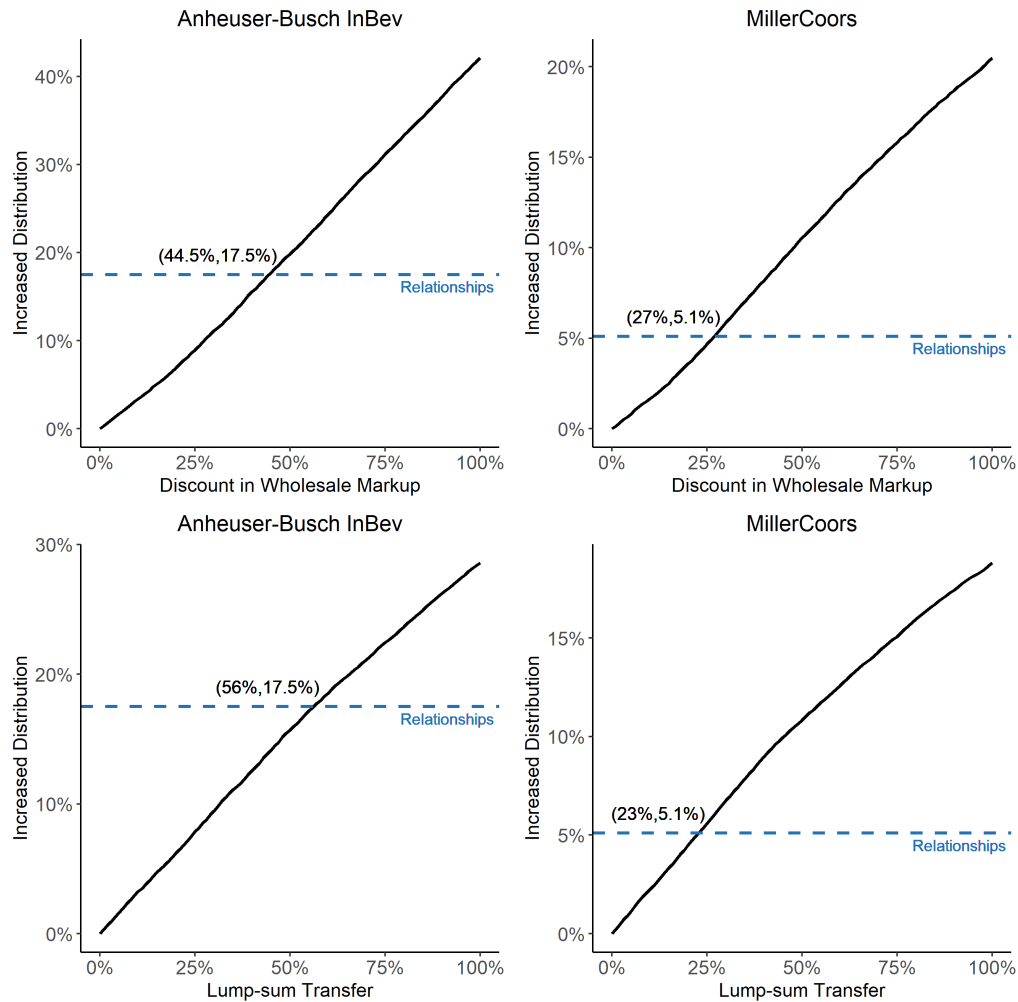 Anheuser-Busch InBev
Increased Distribution
40%
30%
20%
10%
0%
(44.5%,17.5%)
Relationships
0% 25% 50% 75% 100%
Discount in Wholesale Markup
MillerCoors
Increased Distribution
20%
15%
10%
5%
0%
(27%,5.1%)
Relationships
0% 25% 50% 75% 100%
Discount in Wholesale Markup
Anheuser-Busch InBev
Increased Distribution
30%
20%
10%
0%
(56%,17.5%)
Relationships
0% 25% 50% 75% 100%
Lump-sum Transfer
MillerCoors
Increased Distribution
15%
10%
5%
0%
(23%,5.1%)
Relationships
0% 25% 50% 75% 100%
Lump-sum Transfer